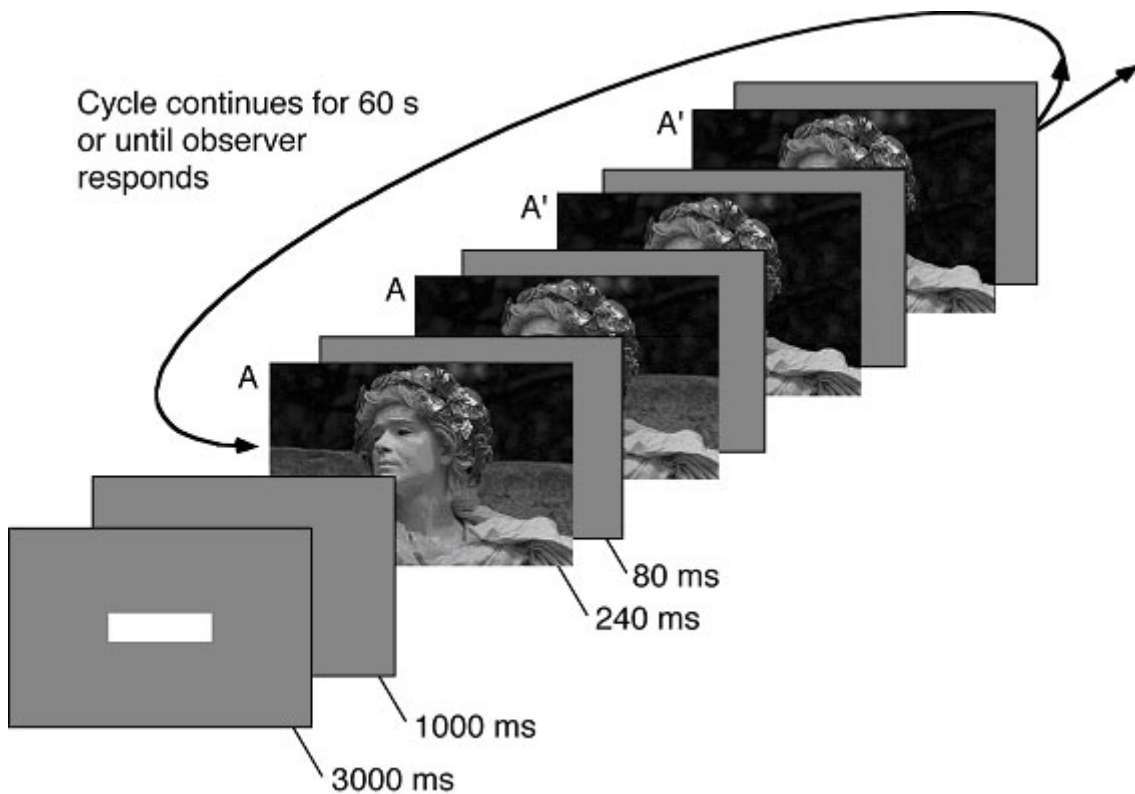 Cycle continues for 60 s
or until observer
responds
A'
A'
A
A
80 ms
240 ms
1000 ms
3000 ms